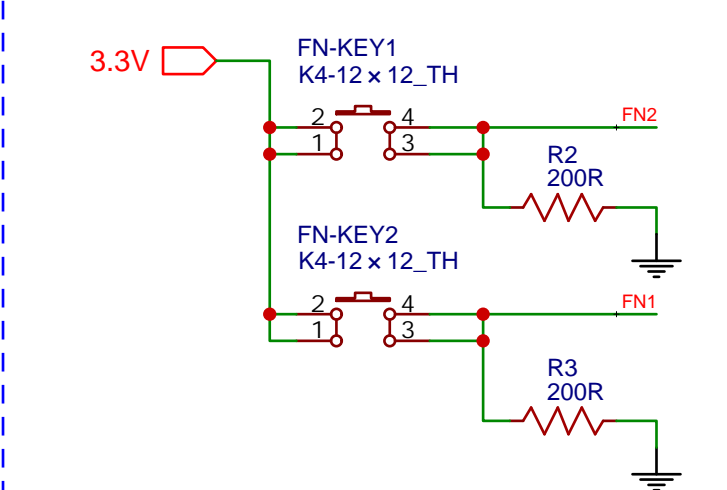 3.3V
FN-KEY1
K4-12×12_TH
2
4
1
3
FN2
R2
200R
FN-KEY2
K4-12×12_TH
2
4
1
3
FN1
R3
200R